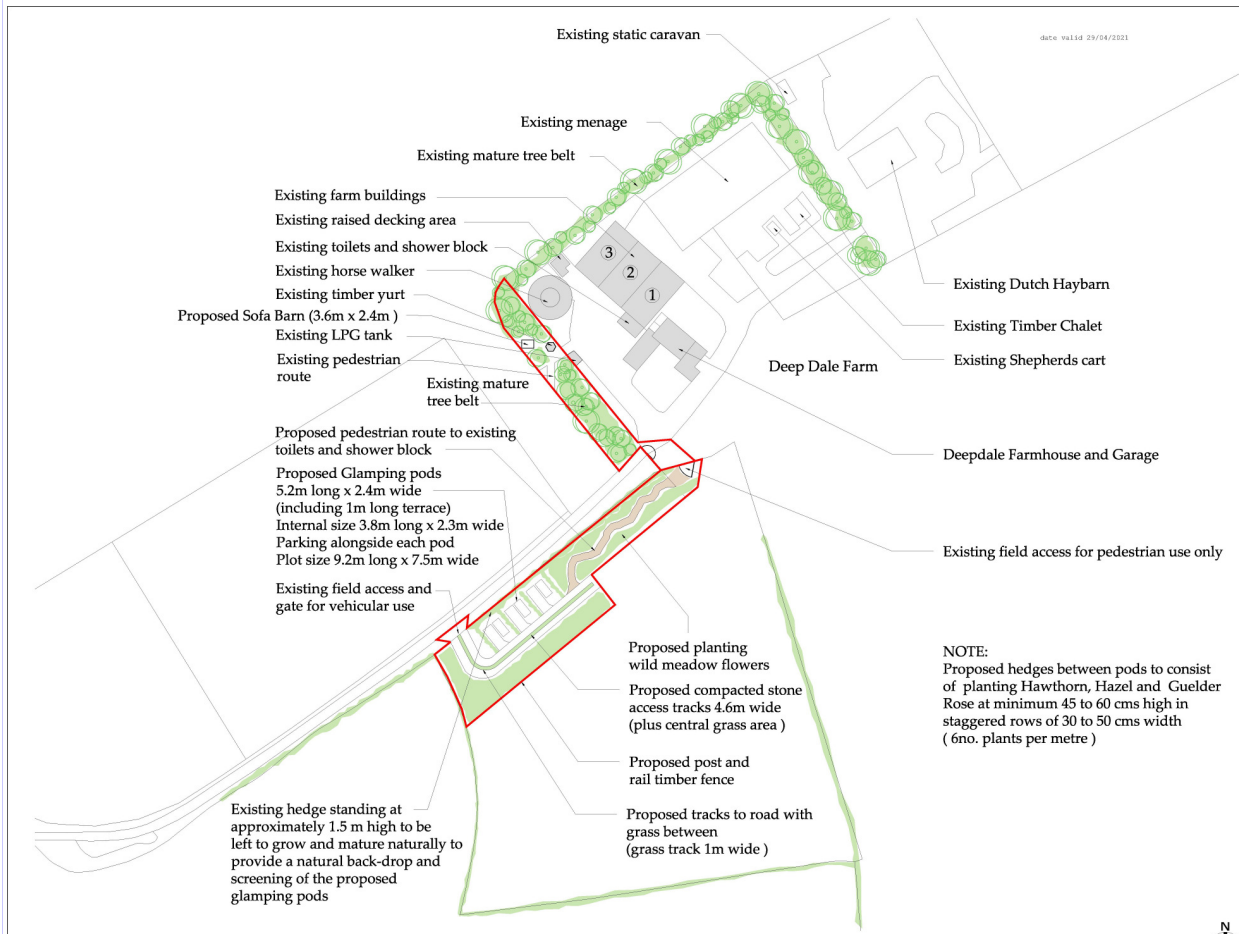 Existing static caravan
date valid 29/04/2021
Existing menage
Existing mature tree belt
Existing farm buildings
Existing raised decking area
Existing toilets and shower block
Existing horse walker
Existing timber yurt
Proposed Sofa Barn (3.6m x 2.4m )
Existing LPG tank
Existing pedestrian
route
Existing mature
tree belt
3
2
1
Deep Dale Farm
Existing Dutch Haybarn
Existing Timber Chalet
Existing Shepherds cart
Deepdale Farmhouse and Garage
Existing field access for pedestrian use only
Proposed pedestrian route to existing
toilets and shower block
Proposed Glamping pods
5.2m long x 2.4m wide
(including 1m long terrace)
Internal size 3.8m long x 2.3m wide
Parking alongside each pod
Plot size 9.2m long x 7.5m wide
Existing field access and
gate for vehicular use
Proposed planting
wild meadow flowers
Proposed compacted stone
access tracks 4.6m wide
(plus central grass area )
Proposed post and
rail timber fence
Proposed tracks to road with
grass between
(grass track 1m wide )
Existing hedge standing at
approximately 1.5 m high to be
left to grow and mature naturally to
provide a natural back-drop and
screening of the proposed
glamping pods
NOTE:
Proposed hedges between pods to consist
of planting Hawthorn, Hazel and Guelder
Rose at minimum 45 to 60 cms high in
staggered rows of 30 to 50 cms width
( 6no. plants per metre )
N